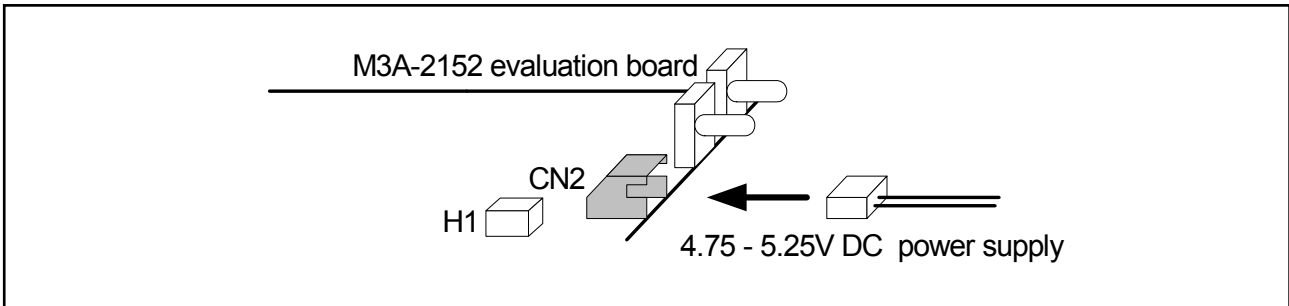 M3A-2152 evaluation board
CN2
H1
4.75 - 5.25V DC  power supply